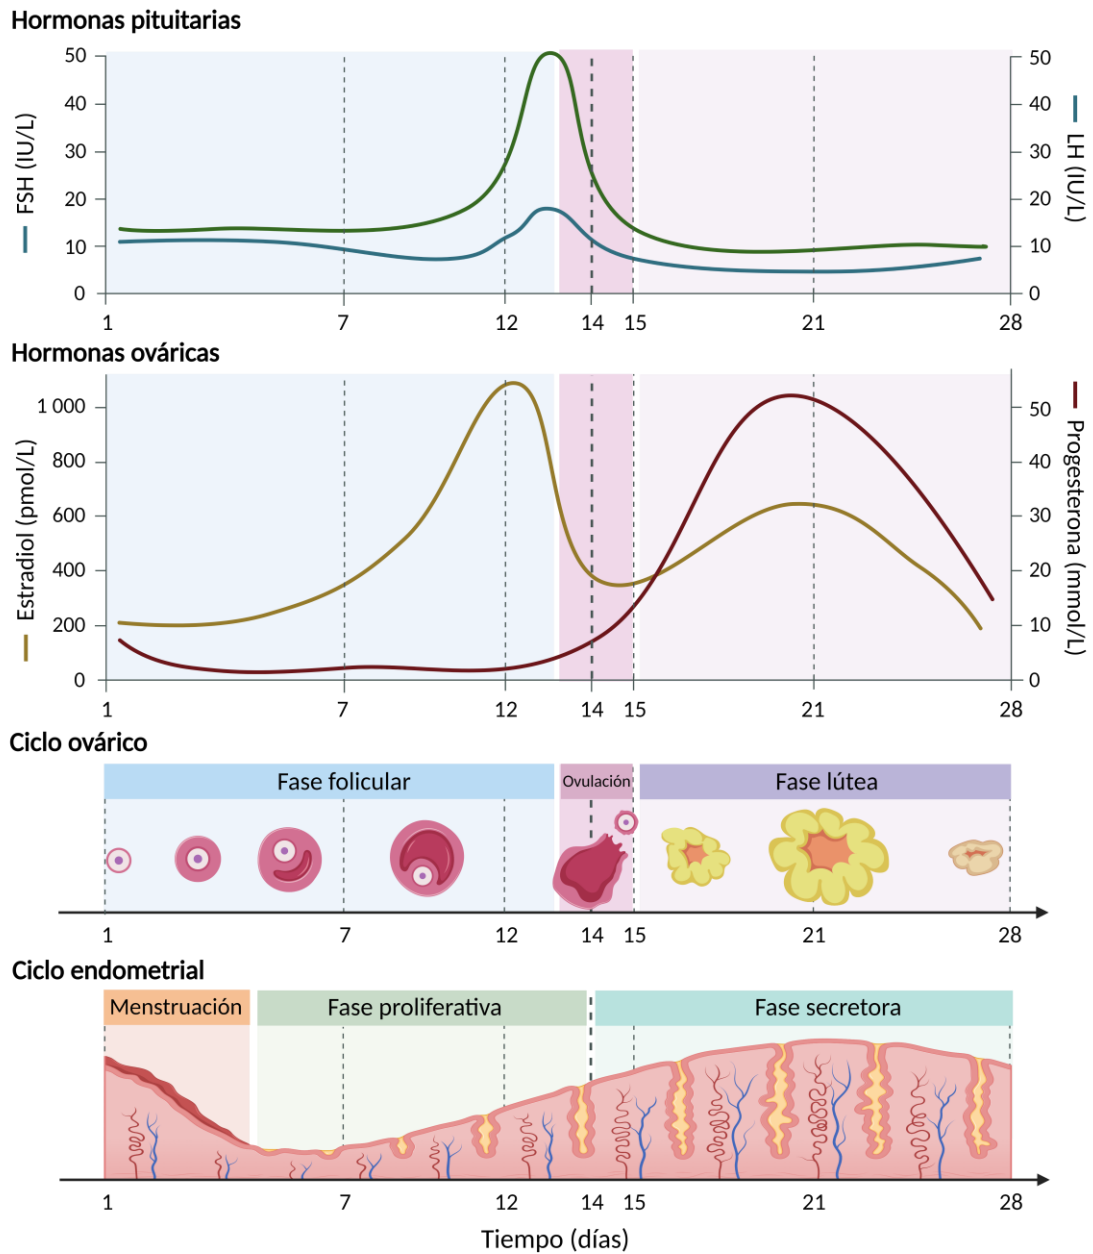 Hormonas pituitarias
50
40
30
20
10
0
FSH (IU/L)
50
40
30
20
10
0
LH (IU/L)
1 7 12 14 15 21 28
Hormonas ováricas
1 000
800
600
400
200
0
Estradiol (pmol/L)
50
40
30
20
10
0
Progesterona (mmol/L)
1 7 12 14 15 21 28
Ciclo ovárico
Fase folicular Ovulación Fase lútea
1 7 12 14 15 21 28
Ciclo endometrial
Menstruación Fase proliferativa Fase secretora
1 7 12 14 15 21 28
Tiempo (días)